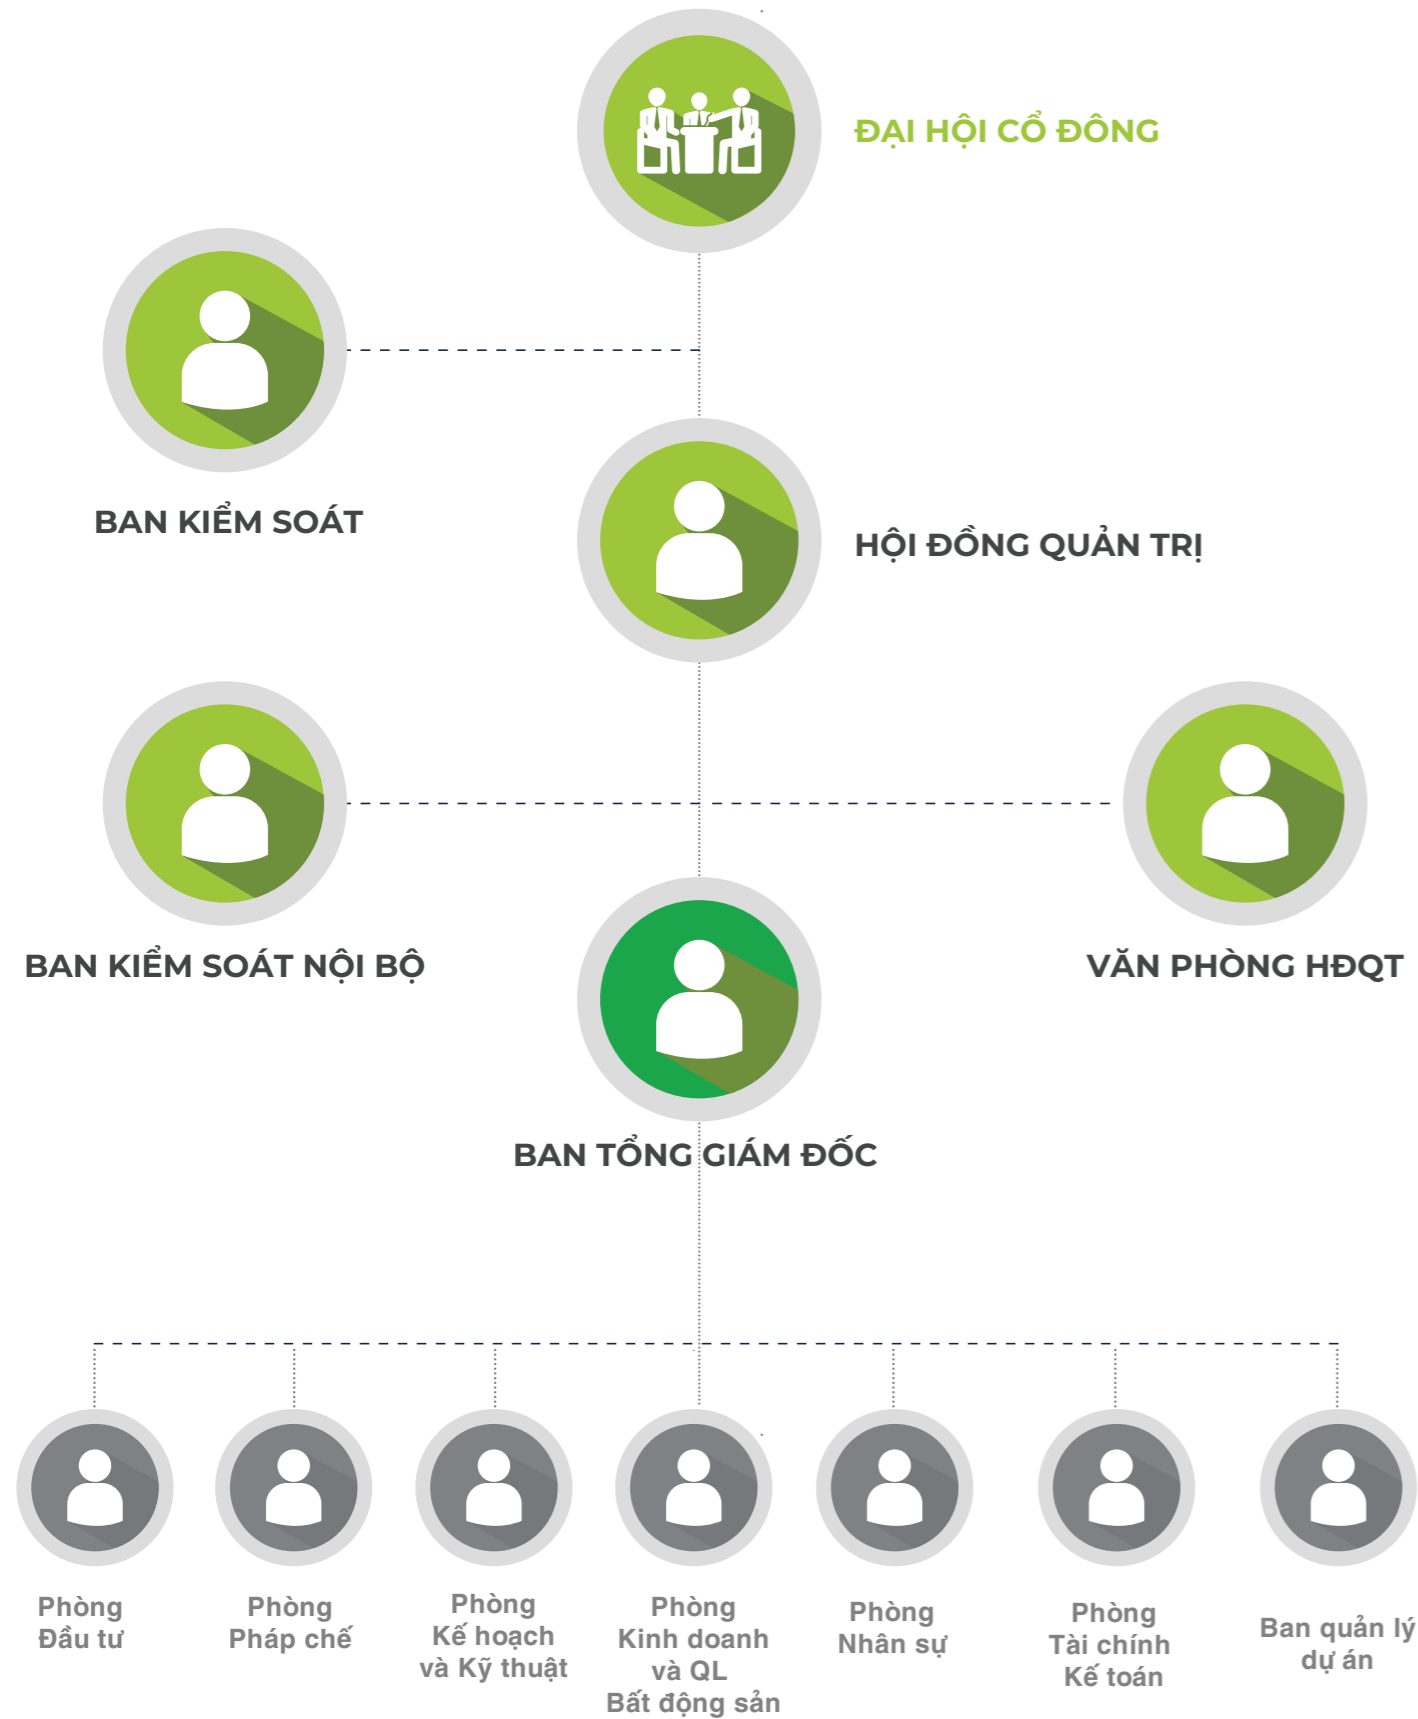 ĐẠI HỘI CỔ ĐÔNG
BAN KIỂM SOÁT
HỘI ĐỒNG QUẢN TRỊ
BAN KIỂM SOÁT NỘI BỘ
VĂN PHÒNG HĐQT
BAN TỔNG GIÁM ĐỐC
Phòng
Đầu tư
Phòng
Pháp chế
Phòng
Kế hoạch
và Kỹ thuật
Phòng
Kinh doanh
và QL
Bất động sản
Phòng
Nhân sự
Phòng
Tài chính
Kế toán
Ban quản lý
dự án